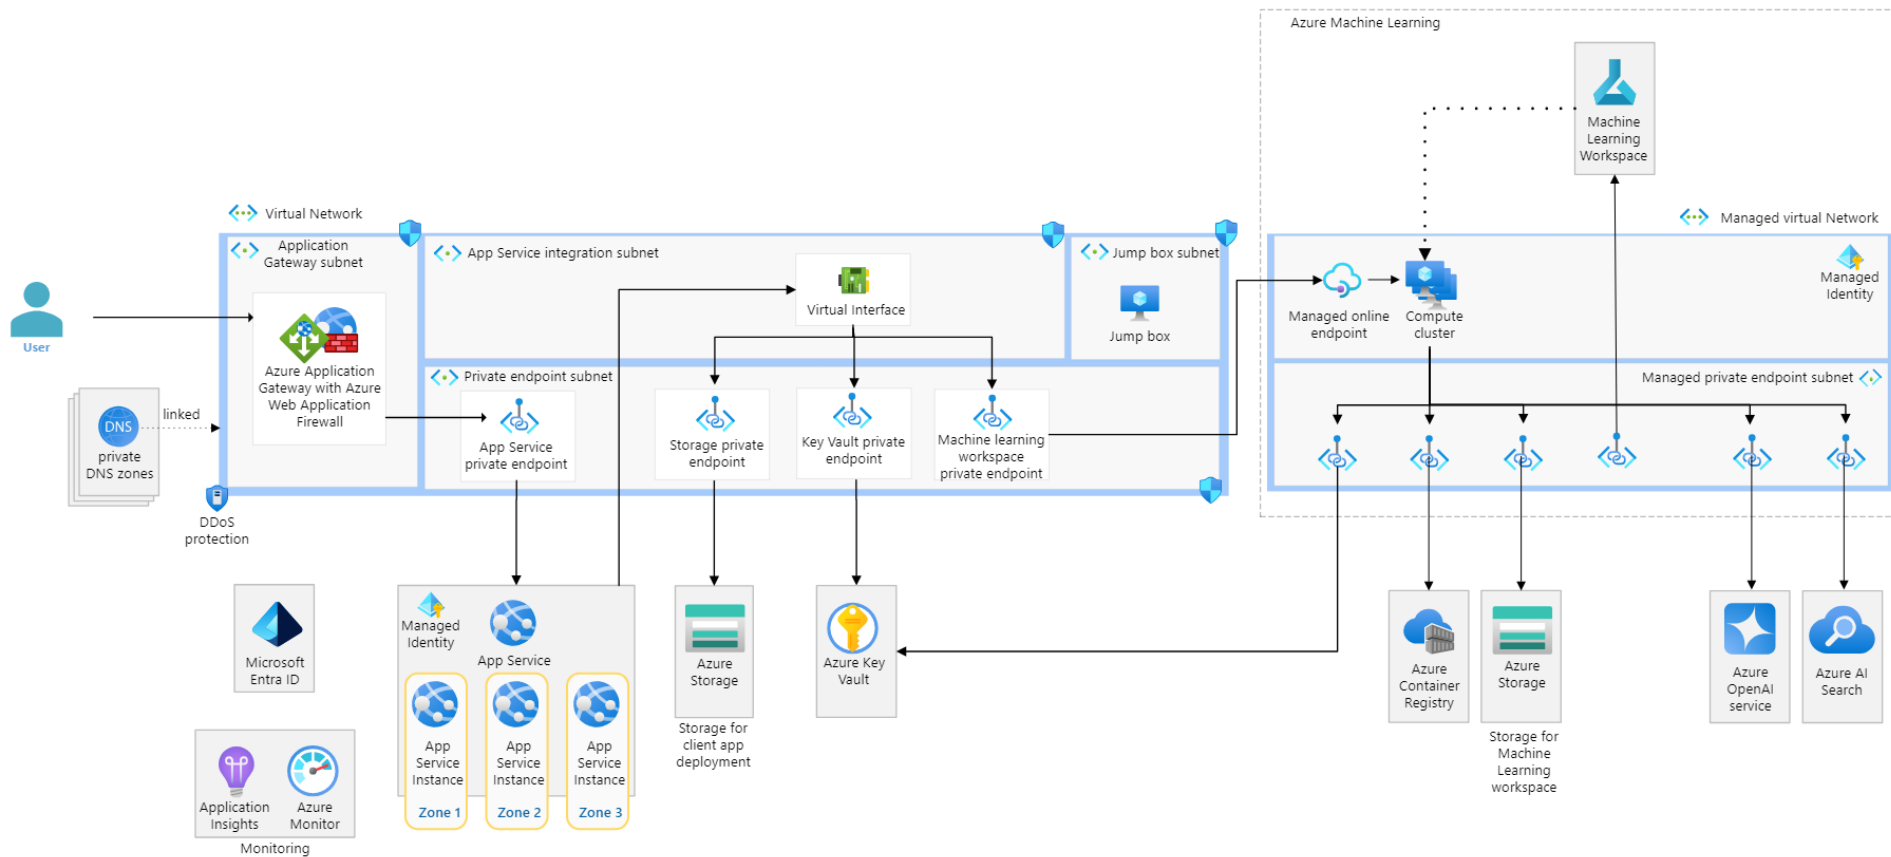 Azure Machine Learning
Machine
Learning
Workspace
Virtual Network
Managed virtual Network
Application
Gateway subnet
App Service integration subnet
Jump box subnet
Managed
Identity
Virtual Interface
Jump box
Managed online
endpoint
Compute
cluster
User
Azure Application
Gateway with Azure
Web Application
Firewall
Private endpoint subnet
Managed private endpoint subnet
linked
DNS
private
DNS zones
App Service
private endpoint
Storage private
endpoint
Key Vault private
endpoint
Machine learning
workspace
private endpoint
DDoS
protection
Microsoft
Entra ID
Managed
Identity
App Service
App
Service
Instance
Zone 1
App
Service
Instance
Zone 2
App
Service
Instance
Zone 3
Azure
Storage
Storage for
client app
deployment
Azure Key
Vault
Azure
Container
Registry
Azure
Storage
Storage for
Machine
Learning
workspace
Azure
OpenAI
service
Azure AI
Search
Application
Insights
Azure
Monitor
Monitoring